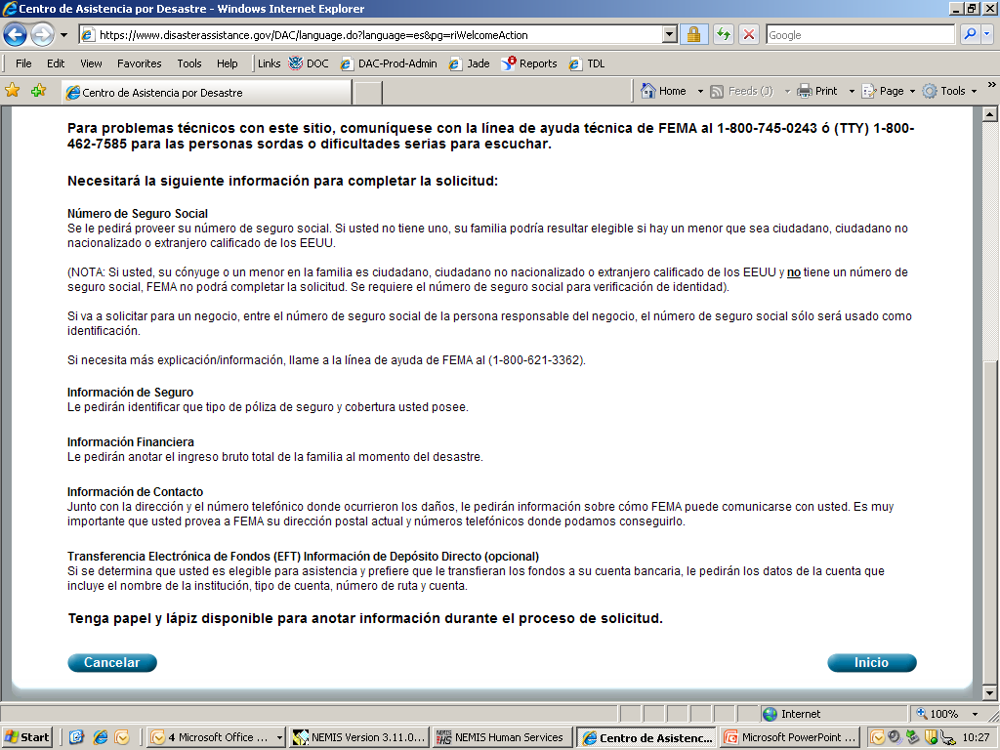 Centro de Asistencia por Desastre - Windows Internet Explorer
https://www.disasterassistance.gov/DAC/language.do?language=es&pg=riWelcomeAction
Google
File Edit View Favorites Tools Help Links DOC DAC-Prod-Admin Jade Reports TDL
Centro de Asistencia por Desastre
Home Feeds (J) Print Page Tools
Para problemas técnicos con este sitio, comuníquese con la línea de ayuda técnica de FEMA al 1-800-745-0243 ó (TTY) 1-800-
462-7585 para las personas sordas o dificultades serias para escuchar.
Necesitará la siguiente información para completar la solicitud:
Número de Seguro Social
Se le pedirá proveer su número de seguro social. Si usted no tiene uno, su familia podría resultar elegible si hay un menor que sea ciudadano, ciudadano no
nacionalizado o extranjero calificado de los EEUU.
(NOTA: Si usted, su cónyuge o un menor en la familia es ciudadano, ciudadano no nacionalizado o extranjero calificado de los EEUU y no tiene un número de
seguro social, FEMA no podrá completar la solicitud. Se requiere el número de seguro social para verificación de identidad).
Si va a solicitar para un negocio, entre el número de seguro social de la persona responsable del negocio, el número de seguro social sólo será usado como
identificación.
Si necesita más explicación/información, llame a la línea de ayuda de FEMA al (1-800-621-3362).
Información de Seguro
Le pedirán identificar que tipo de póliza de seguro y cobertura usted posee.
Información Financiera
Le pedirán anotar el ingreso bruto total de la familia al momento del desastre.
Información de Contacto
Junto con la dirección y el número telefónico donde ocurrieron los daños, le pedirán información sobre cómo FEMA puede comunicarse con usted. Es muy
importante que usted provea a FEMA su dirección postal actual y números telefónicos donde podamos conseguirlo.
Transferencia Electrónica de Fondos (EFT) Información de Depósito Directo (opcional)
Si se determina que usted es elegible para asistencia y prefiere que le transfieran los fondos a su cuenta bancaria, le pedirán los datos de la cuenta que
incluye el nombre de la institución, tipo de cuenta, número de ruta y cuenta.
Tenga papel y lápiz disponible para anotar información durante el proceso de solicitud.
Cancelar Inicio
Internet 100%
Start 4 Microsoft Office ... NEMIS Version 3.11.0... NEMIS Human Services Centro de Asistenc... Microsoft PowerPoint ... 10:27